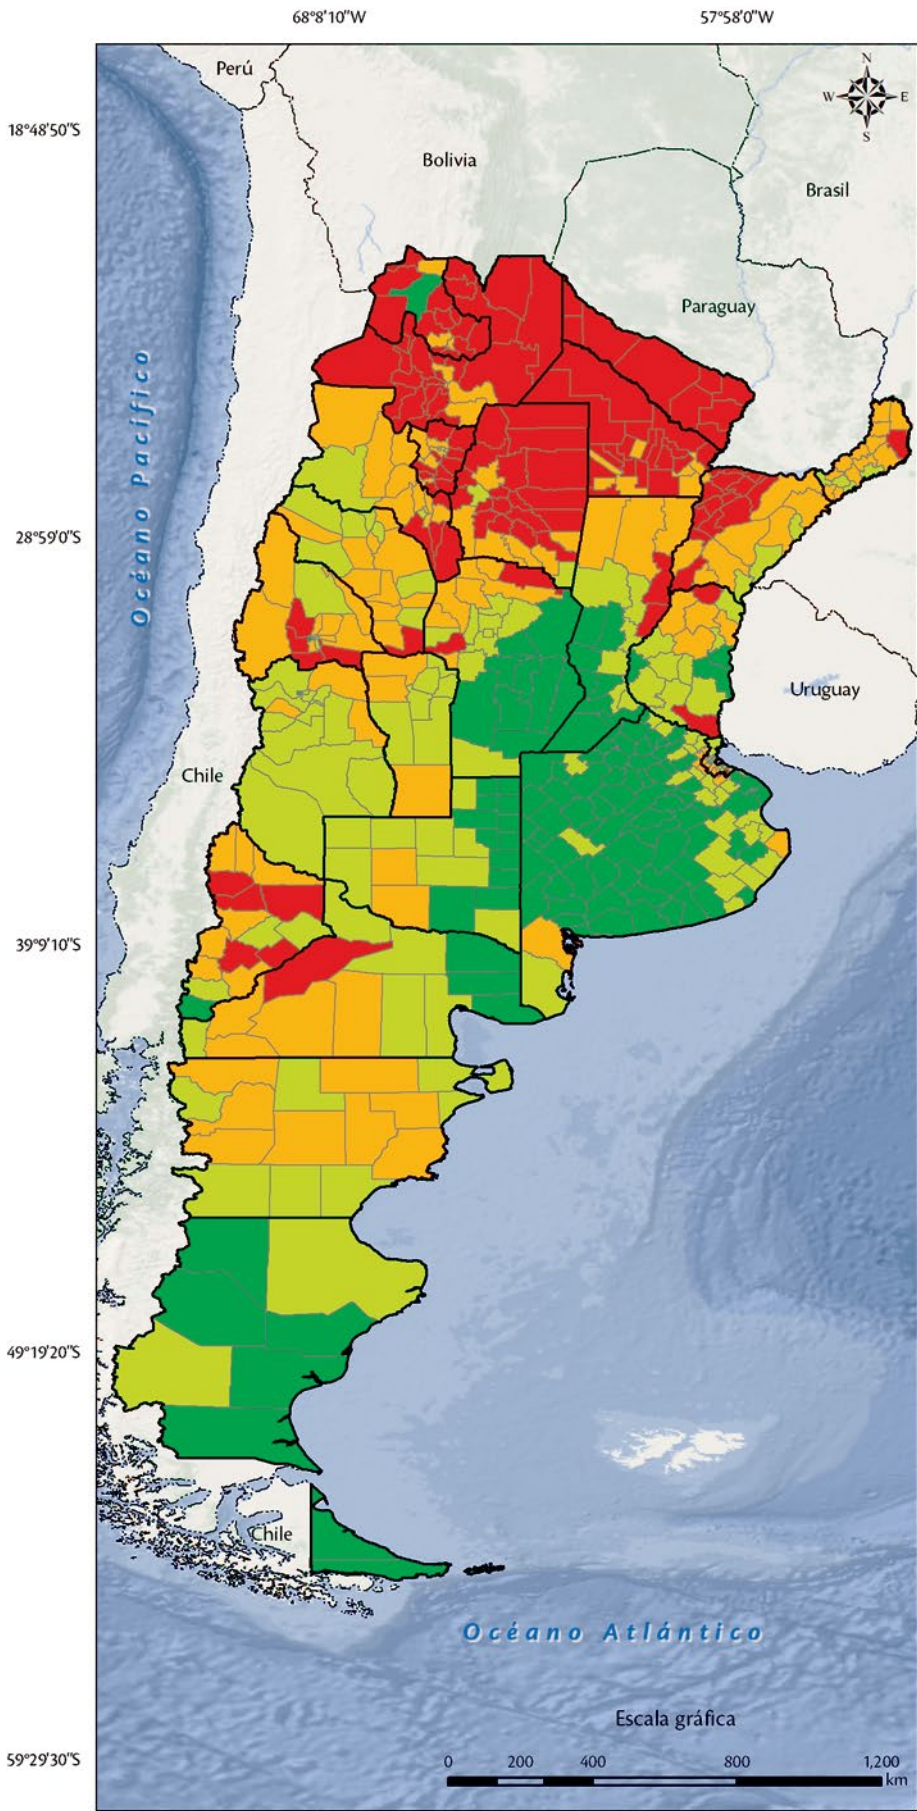 68°8'10"W 57°58'0"W
Perú
N
W E
S
18°48'50"S
Bolivia
Brasil
Paraguay
Océano Pacífico
28°59'0"S
Uruguay
Chile
39°9'10"S
49°19'20"S
Chile
Océano Atlántico
Escala gráfica
59°29'30"S
0 200 400 800 1,200
km